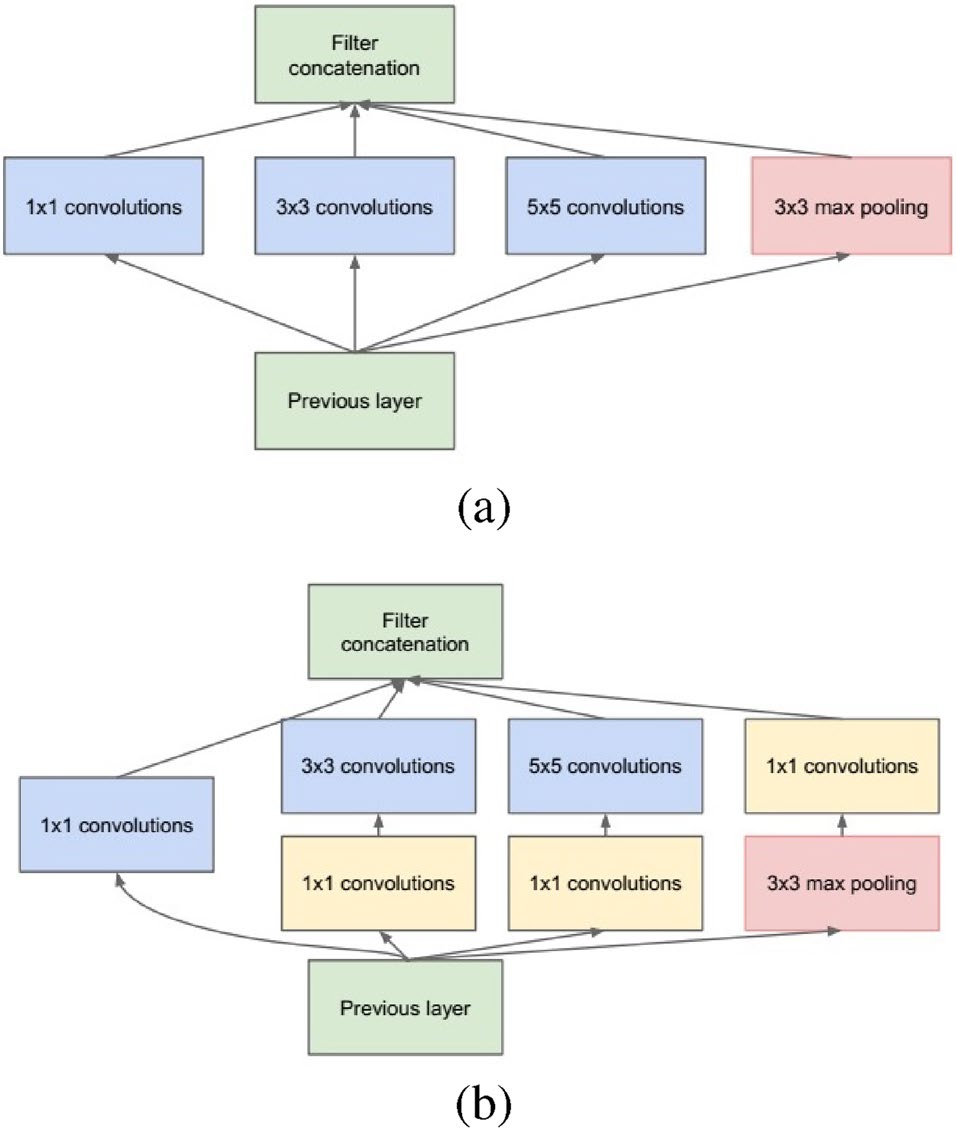 Filter
concatenation
1x1 convolutions
3x3 convolutions
5x5 convolutions
3x3 max pooling
Previous layer
(a)
Filter
concatenation
3x3 convolutions
5x5 convolutions
1x1 convolutions
1x1 convolutions
1x1 convolutions
1x1 convolutions
3x3 max pooling
Previous layer
(b)